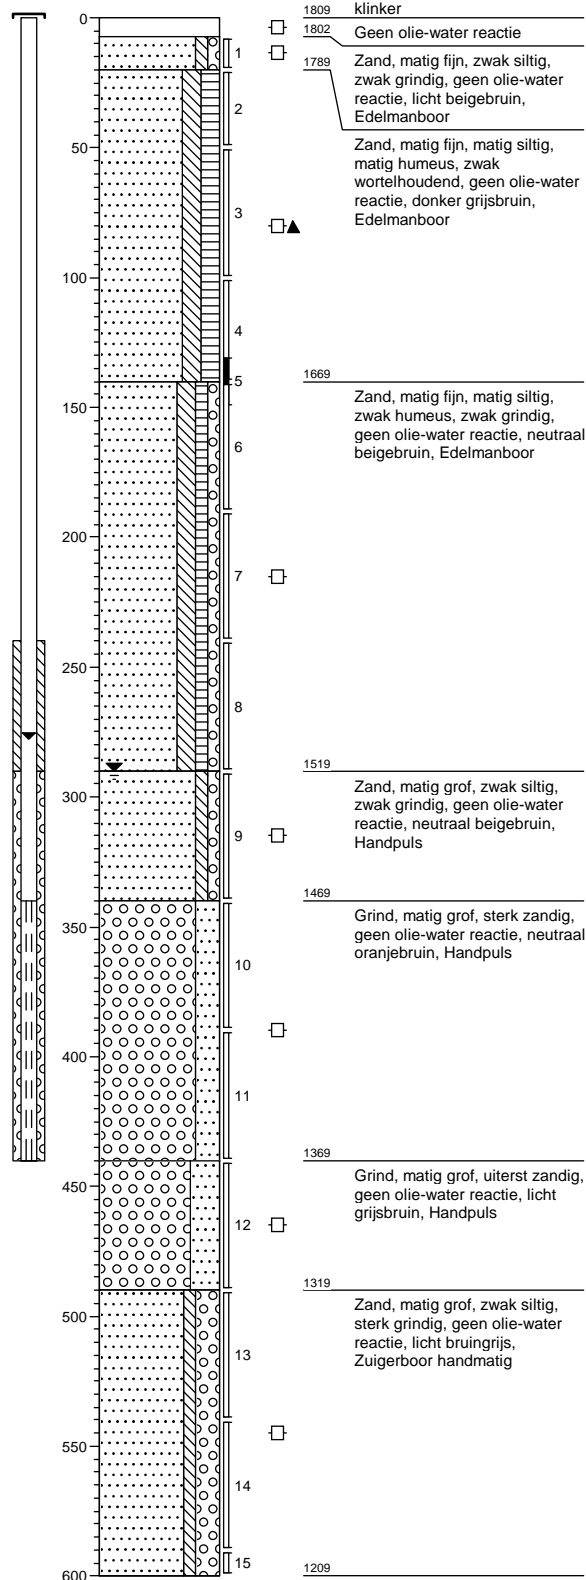 0
50
100
150
200
250
300
350
400
450
500
550
600
1
2
3
4
5
6
7
8
9
10
11
12
13
14
15
1809
klinker
1802
Geen olie-water reactie
1789
Zand, matig fijn, zwak siltig,
zwak grindig, geen olie-water
reactie, licht beigebruin,
Edelmanboor
Zand, matig fijn, matig siltig,
matig humeus, zwak
wortelhoudend, geen olie-water
reactie, donker grijsbruin,
Edelmanboor
1669
Zand, matig fijn, matig siltig,
zwak humeus, zwak grindig,
geen olie-water reactie, neutraal
beigebruin, Edelmanboor
1519
Zand, matig grof, zwak siltig,
zwak grindig, geen olie-water
reactie, neutraal beigebruin,
Handpuls
1469
Grind, matig grof, sterk zandig,
geen olie-water reactie, neutraal
oranjebruin, Handpuls
1369
Grind, matig grof, uiterst zandig,
geen olie-water reactie, licht
grijsbruin, Handpuls
1319
Zand, matig grof, zwak siltig,
sterk grindig, geen olie-water
reactie, licht bruingrijs,
Zuigerboor handmatig
1209